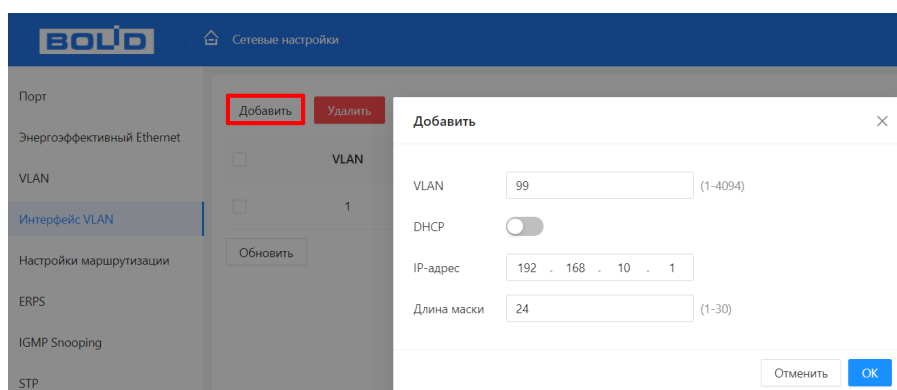 BOLID
Сетевые настройки
Порт
Энергоэффективный Ethernet
VLAN
Интерфейс VLAN
Настройки маршрутизации
ERPS
IGMP Snooping
STP
Добавить
Удалить
VLAN
1
Обновить
Добавить
VLAN 99 (1-4094)
DHCP
IP-адрес 192 . 168 . 10 . 1
Длина маски 24 (1-30)
Отменить OK